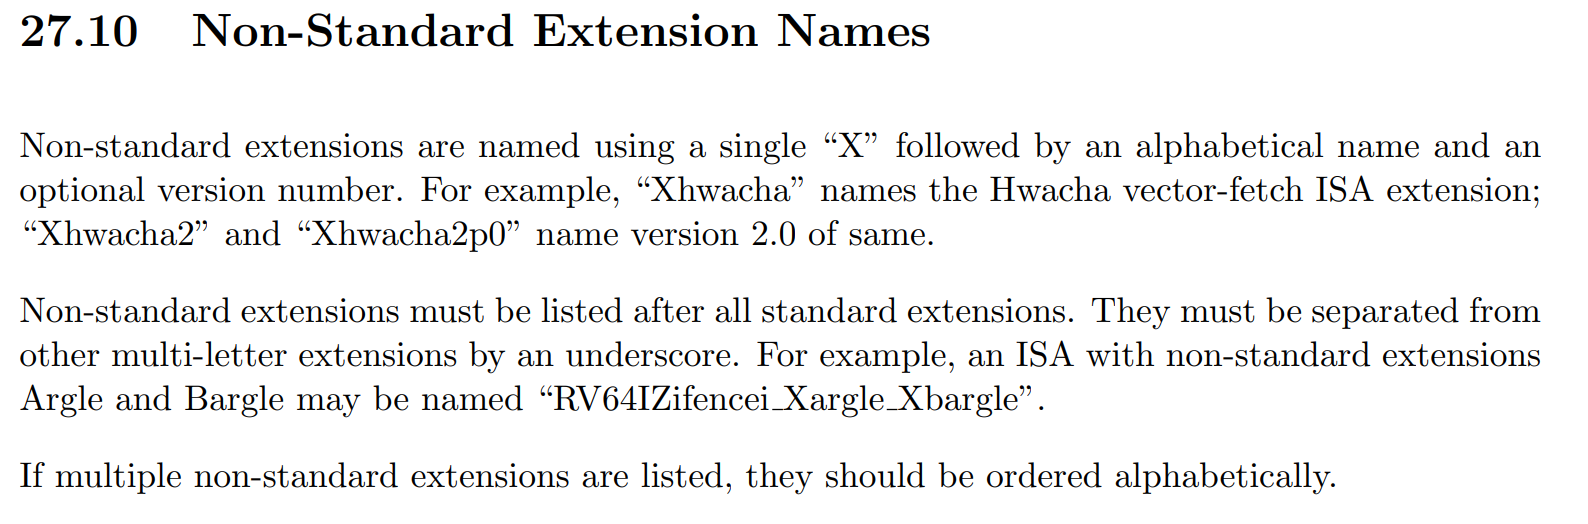 27.10 Non-Standard Extension Names
Non-standard extensions are named using a single “X” followed by an alphabetical name and an
optional version number. For example, “Xhwacha” names the Hwacha vector-fetch ISA extension;
“Xhwacha2” and “Xhwacha2p0” name version 2.0 of same.
Non-standard extensions must be listed after all standard extensions. They must be separated from
other multi-letter extensions by an underscore. For example, an ISA with non-standard extensions
Argle and Bargle may be named “RV64IZifencei_Xargle_Xbargle”.
If multiple non-standard extensions are listed, they should be ordered alphabetically.